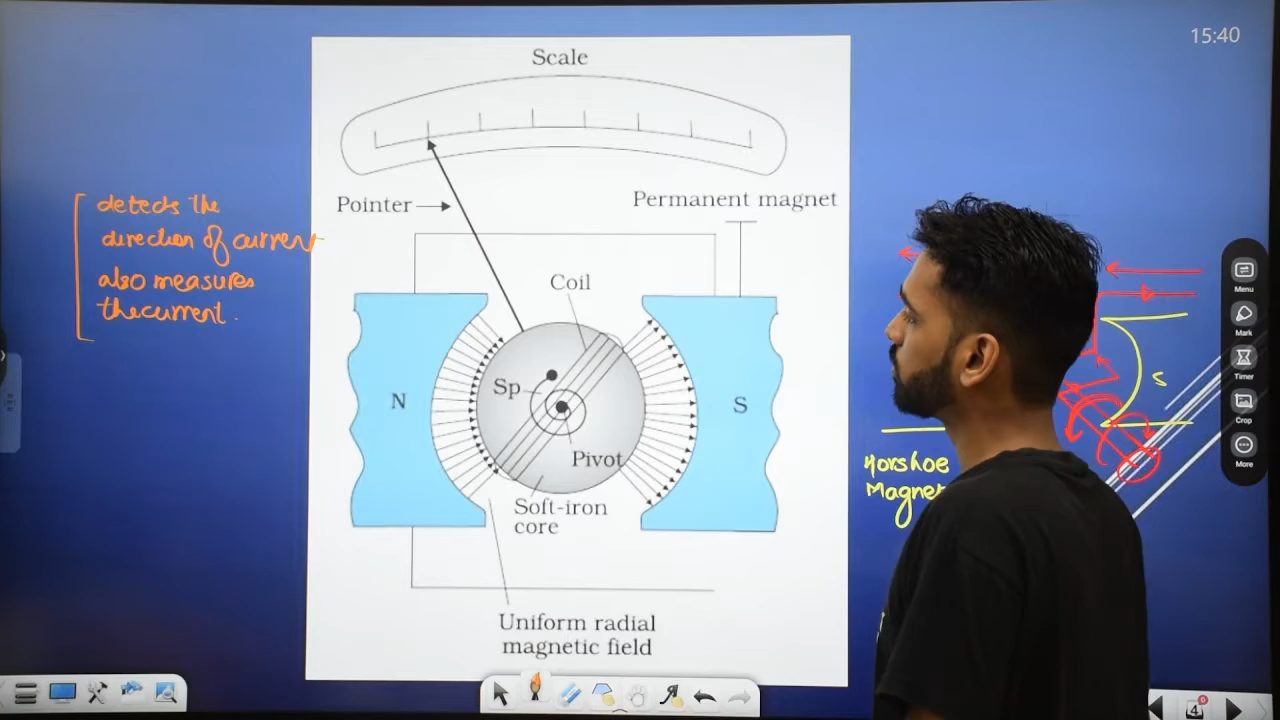 15:40
Scale
Pointer
Permanent magnet
detects the
direction of current
also measures
the current.
Coil
Sp
N
S
Pivot
Soft-iron
core
Uniform radial
magnetic field
S
Horshoe
Magnet
Menu
Mark
Timer
Crop
More
4